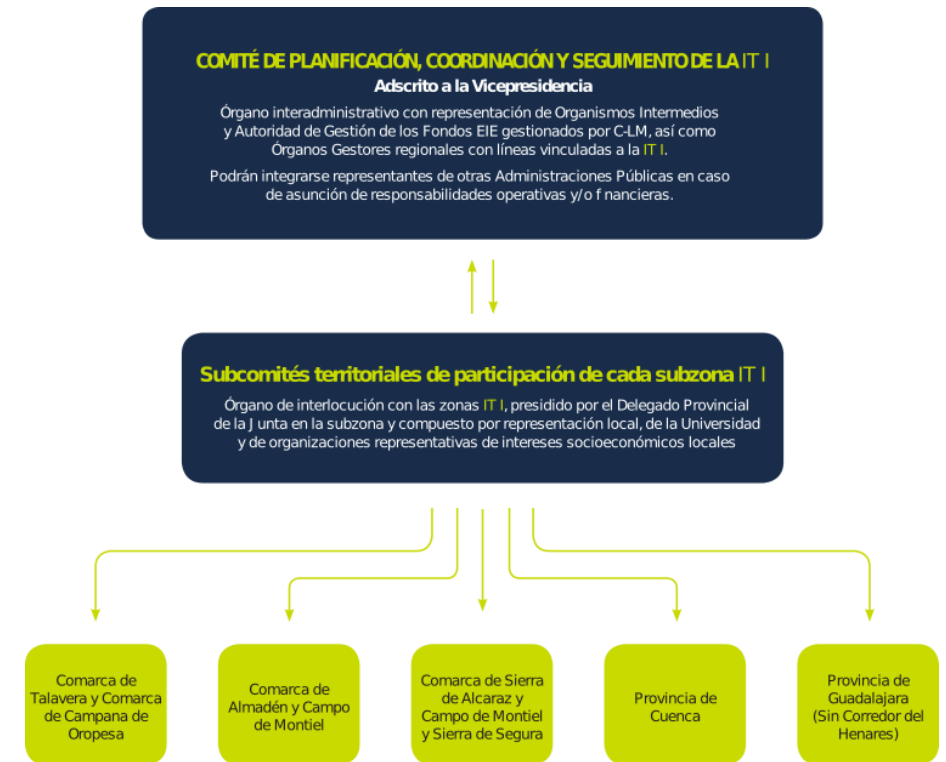 COMITÉ DE PLANIFICACIÓN, COORDINACIÓN Y SEGUIMIENTO DE LA IT I
Adscrito a la Vicepresidencia
Órgano interadministrativo con representación de Organismos Intermedios
y Autoridad de Gestión de los Fondos EIE gestionados por C-LM, así como
Órganos Gestores regionales con líneas vinculadas a la IT I.
Podrán integrarse representantes de otras Administraciones Públicas en caso
de asunción de responsabilidades operativas y/o f nancieras.
Subcomités territoriales de participación de cada subzona IT I
Órgano de interlocución con las zonas IT I, presidido por el Delegado Provincial
de la J unta en la subzona y compuesto por representación local, de la Universidad
y de organizaciones representativas de intereses socioeconómicos locales
Comarca de
Talavera y Comarca
de Campana de
Oropesa
Comarca de
Almadén y Campo
de Montiel
Comarca de Sierra
de Alcaraz y
Campo de Montiel
y Sierra de Segura
Provincia de
Cuenca
Provincia de
Guadalajara
(Sin Corredor del
Henares)